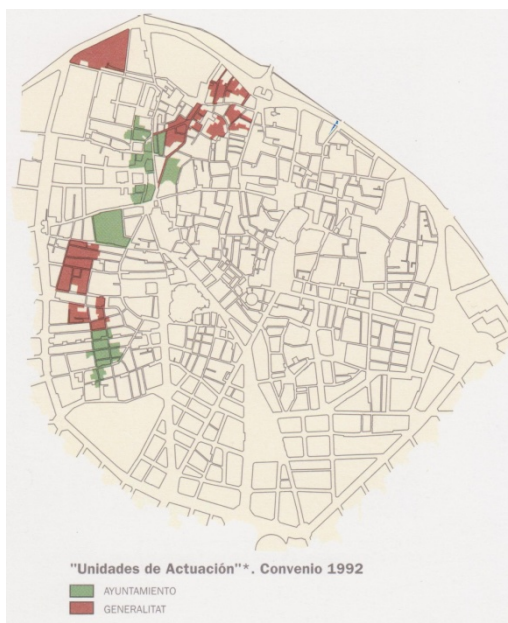 "Unidades de Actuación"*. Convenio 1992
AYUNTAMIENTO
GENERALITAT